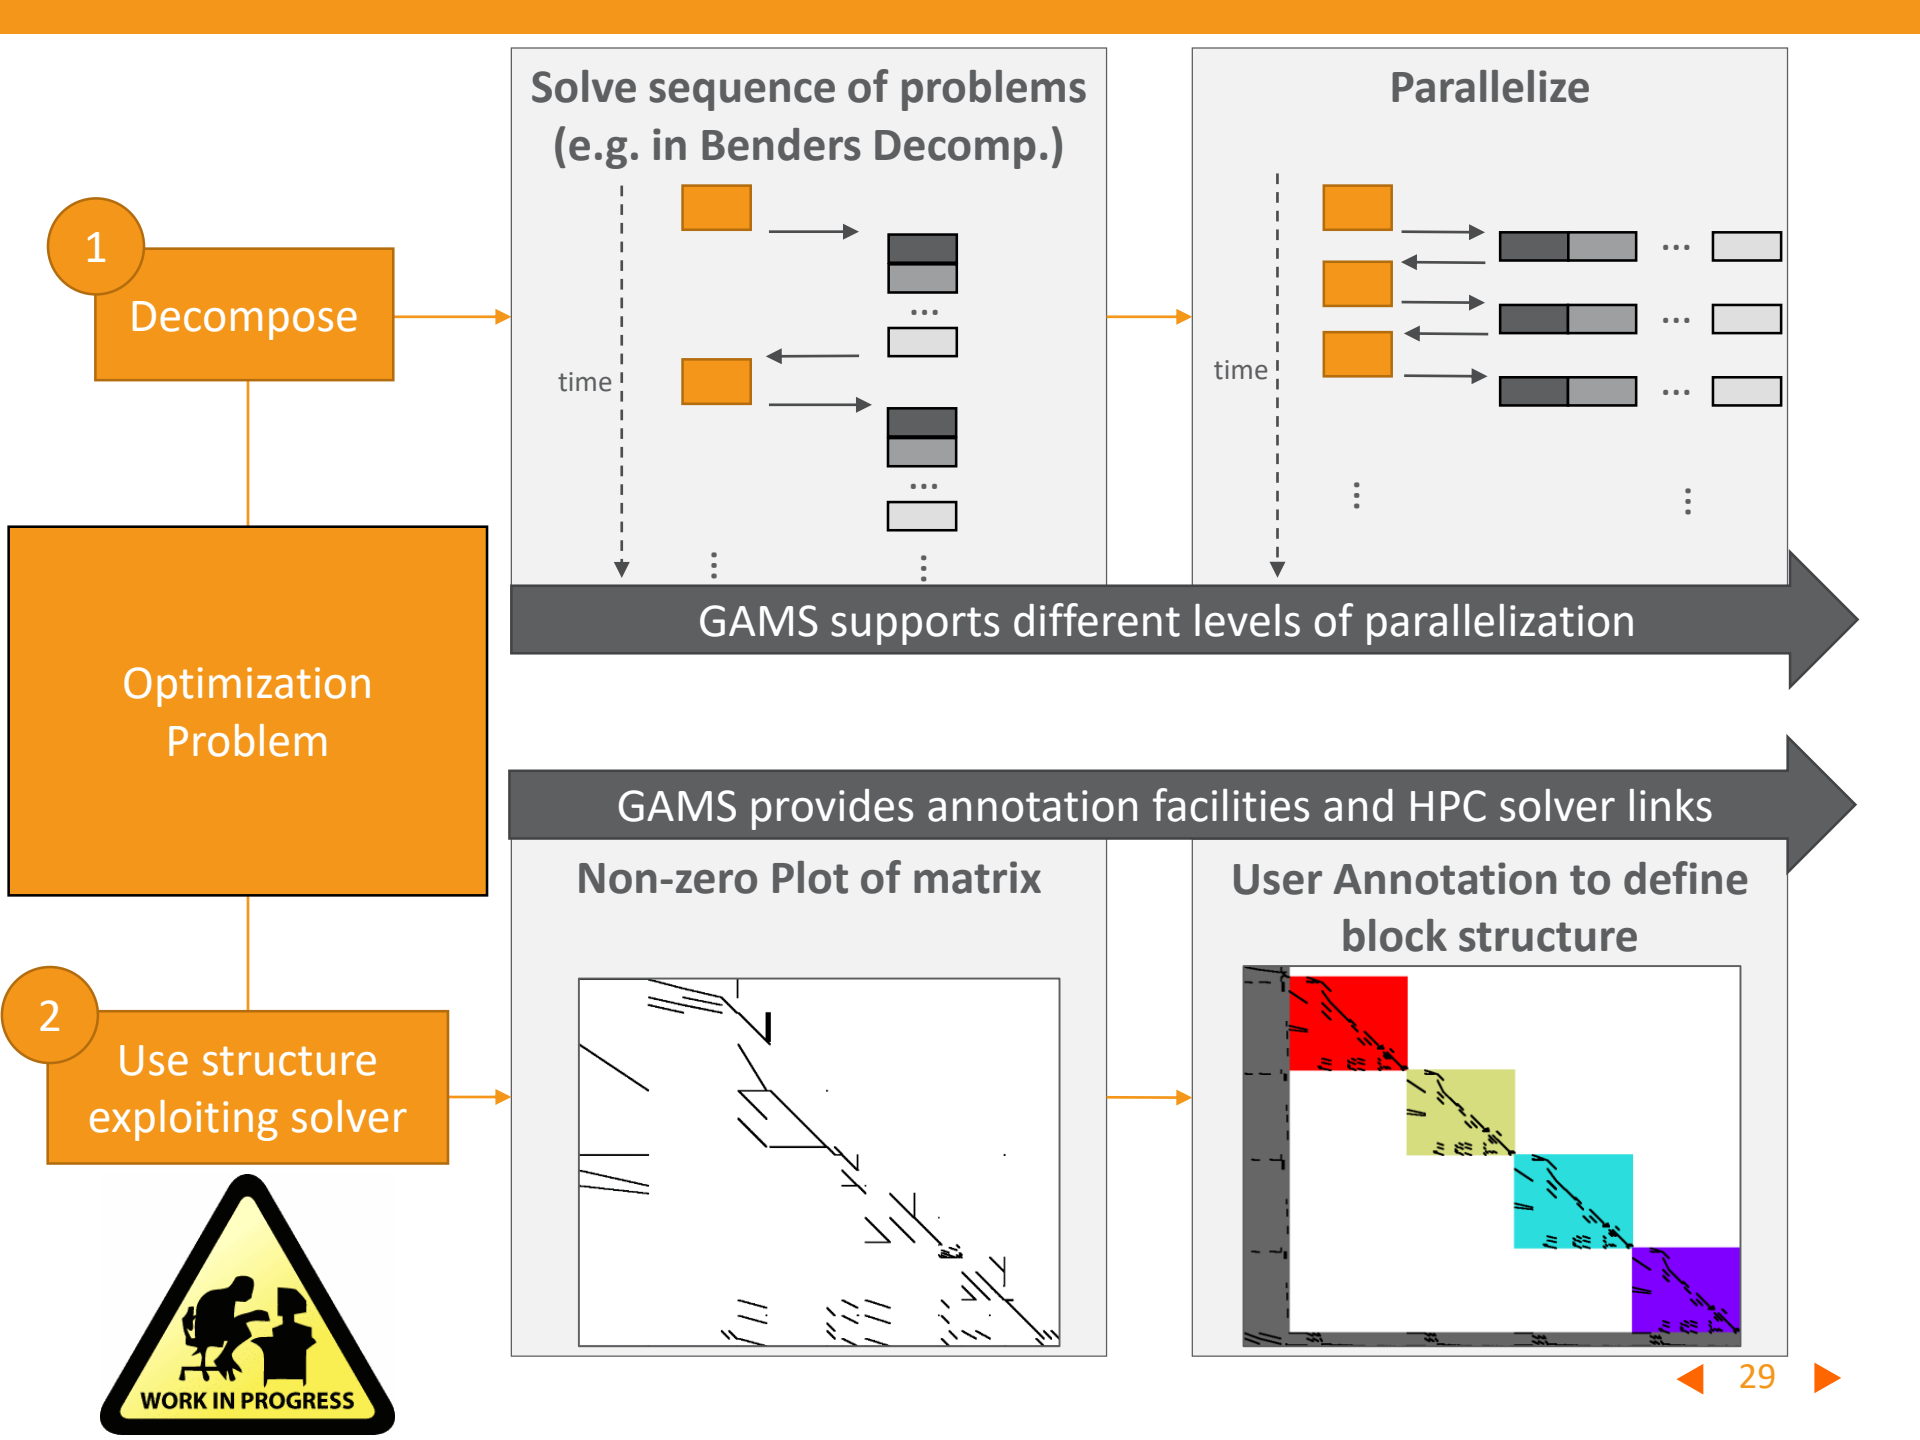 Solve sequence of problems
(e.g. in Benders Decomp.)
time
...
...
Parallelize
time
...
...
...
1
Decompose
GAMS supports different levels of parallelization
Optimization
Problem
GAMS provides annotation facilities and HPC solver links
Non-zero Plot of matrix
User Annotation to define
block structure
2
Use structure
exploiting solver
WORK IN PROGRESS
29